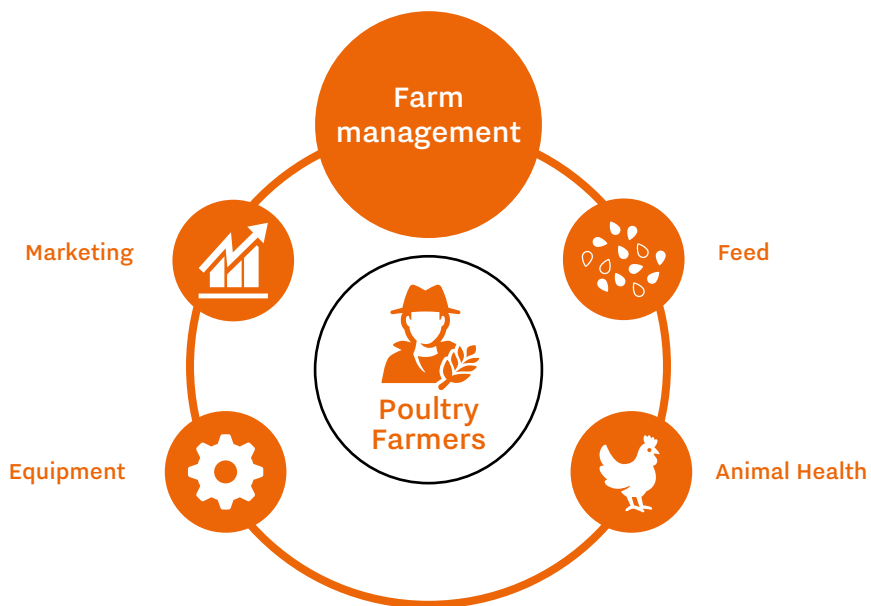 Farm
management
Marketing
Feed
Poultry
Farmers
Equipment
Animal Health